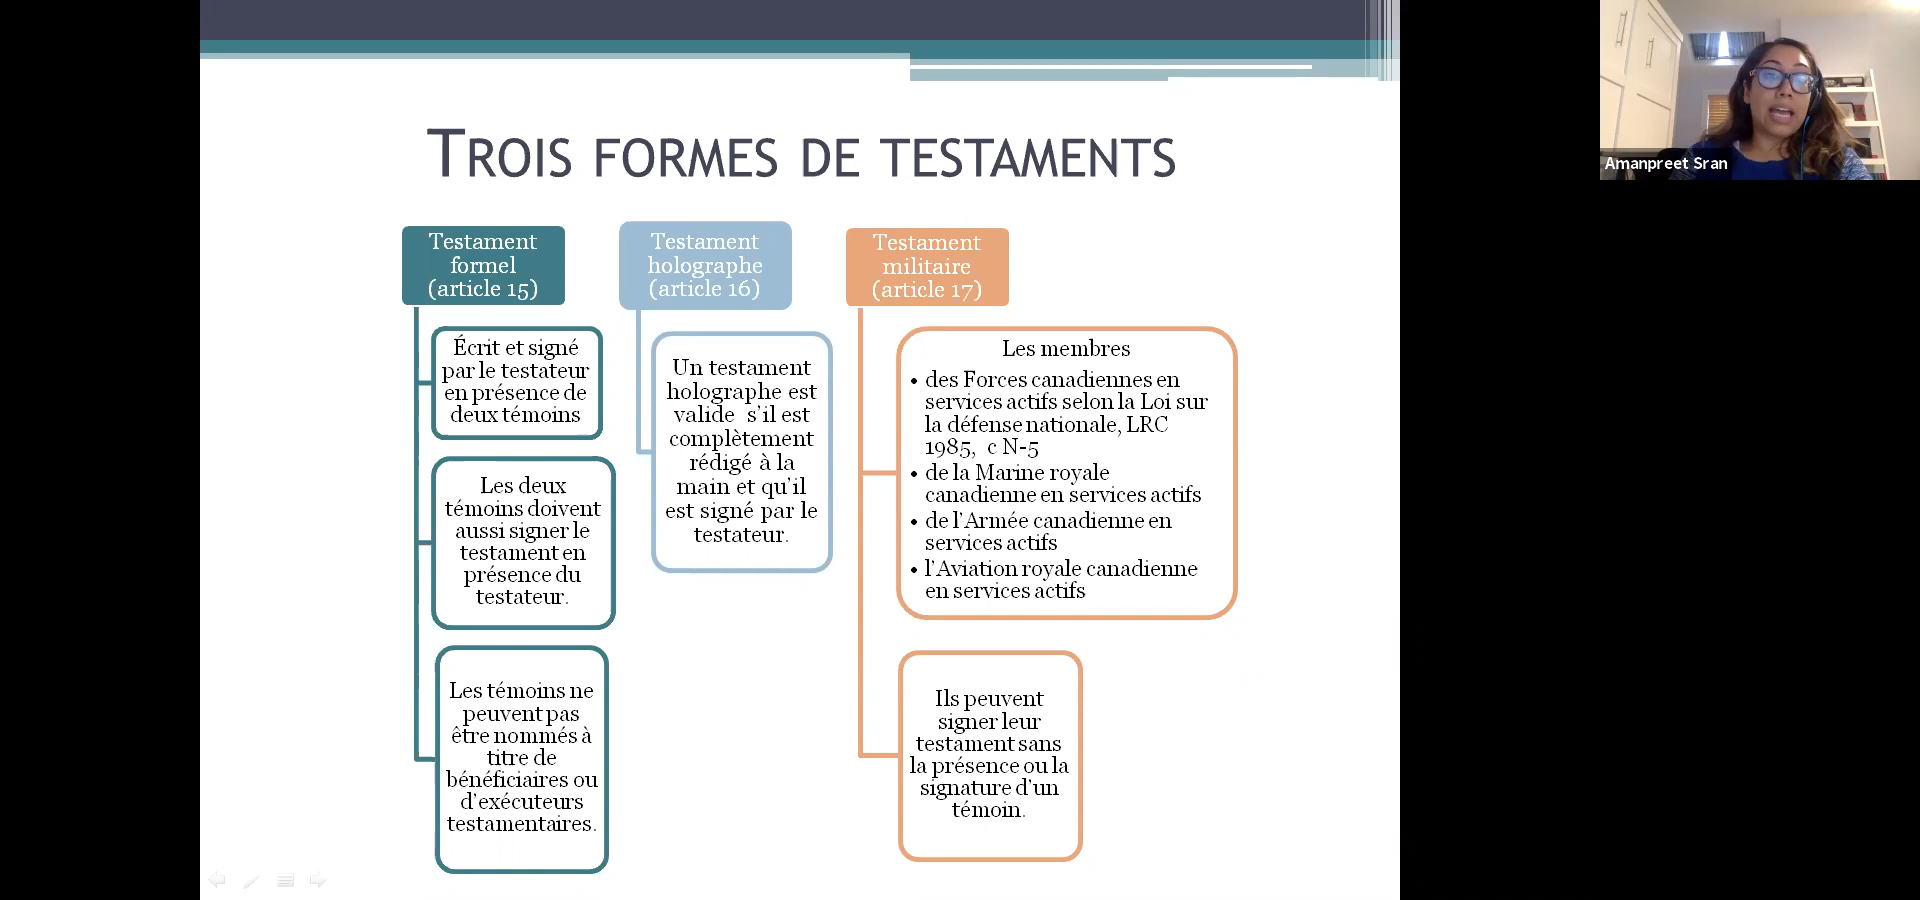 TROIS FORMES DE TESTAMENTS
Testament
formel
(article 15)
Écrit et signé
par le testateur
en présence de
deux témoins
Les deux
témoins doivent
aussi signer le
testament en
présence du
testateur.
Les témoins ne
peuvent pas
être nommés à
titre de
bénéficiaires ou
d’exécuteurs
testamentaires.
Testament
holographe
(article 16)
Un testament
holographe est
valide s’il est
complètement
rédigé à la
main et qu’il
est signé par le
testateur.
Testament
militaire
(article 17)
Les membres
• des Forces canadiennes en
services actifs selon la Loi sur
la défense nationale, LRC
1985, c N-5
• de la Marine royale
canadienne en services actifs
• de l’Armée canadienne en
services actifs
• l’Aviation royale canadienne
en services actifs
Ils peuvent
signer leur
testament sans
la présence ou la
signature d’un
témoin.
Amanpreet Sran